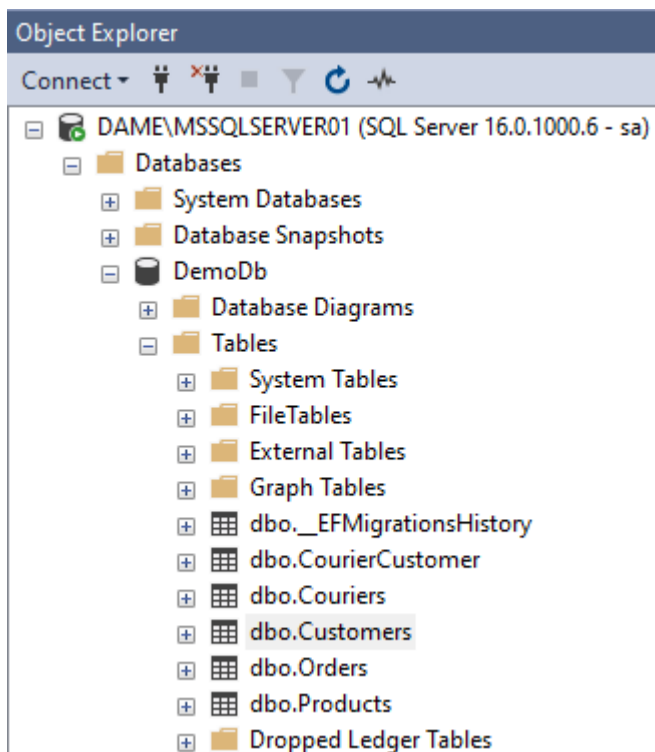 Object Explorer
Connect
DAME\MSSQLSERVER01 (SQL Server 16.0.1000.6 - sa)
Databases
System Databases
Database Snapshots
DemoDb
Database Diagrams
Tables
System Tables
FileTables
External Tables
Graph Tables
dbo.__EFMigrationsHistory
dbo.CourierCustomer
dbo.Couriers
dbo.Customers
dbo.Orders
dbo.Products
Dropped Ledger Tables